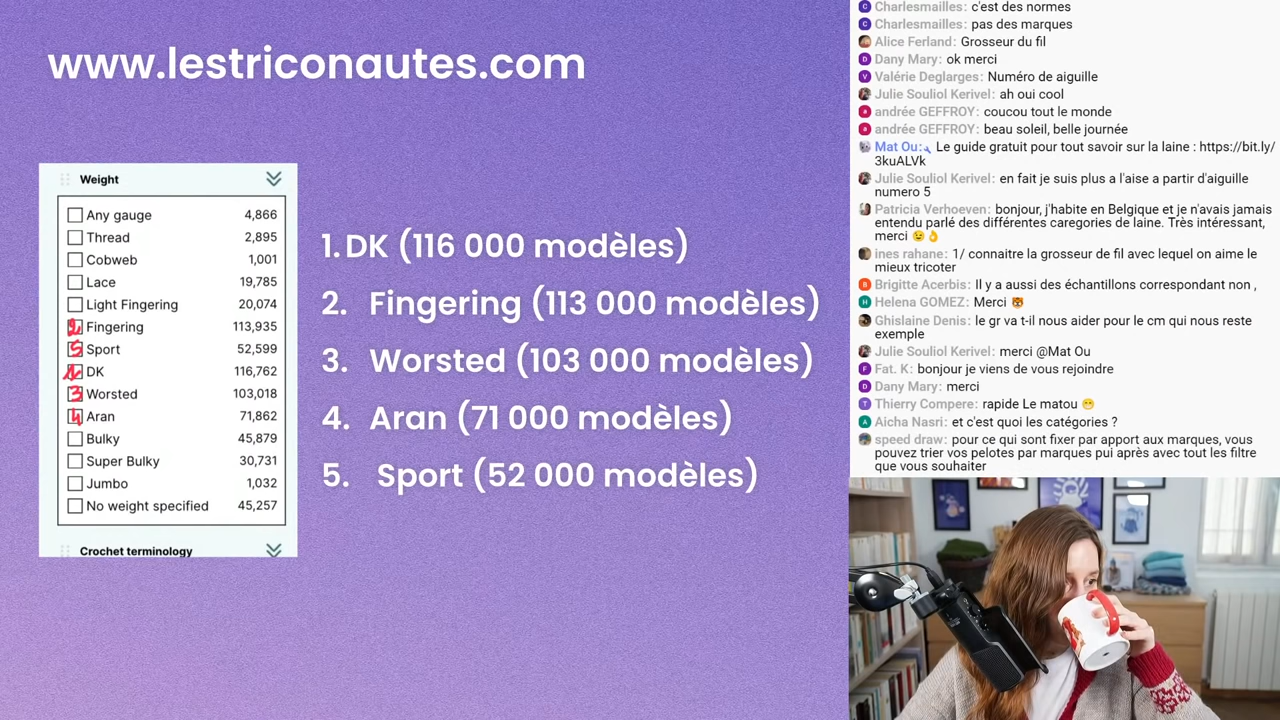 www.lestriconautes.com
Weight
Any gauge 4,866
Thread 2,895
Cobweb 1,001
Lace 19,785
Light Fingering 20,074
2 Fingering 113,935
5 Sport 52,599
1 DK 116,762
3 Worsted 103,018
4 Aran 71,862
Bulky 45,879
Super Bulky 30,731
Jumbo 1,032
No weight specified 45,257
Crochet terminology
1. DK (116 000 modèles)
2. Fingering (113 000 modèles)
3. Worsted (103 000 modèles)
4. Aran (71 000 modèles)
5. Sport (52 000 modèles)
C Charlesmailles: c'est des normes
C Charlesmailles: pas des marques
Alice Ferland: Grosseur du fil
D Dany Mary: ok merci
V Valérie Deglarges: Numéro de aiguille
Julie Souliol Kerivel: ah oui cool
a andrée GEFFROY: coucou tout le monde
a andrée GEFFROY: beau soleil, belle journée
Mat Ou: Le guide gratuit pour tout savoir sur la laine : https://bit.ly/
3kuALVk
Julie Souliol Kerivel: en fait je suis plus a l'aise a partir d'aiguille
numero 5
Patricia Verhoeven: bonjour, j'habite en Belgique et je n'avais jamais
entendu parlé des différentes caregories de laine. Très intéressant,
merci 😉👌
ines rahane: 1/ connaitre la grosseur de fil avec lequel on aime le
mieux tricoter
B Brigitte Acerbis: Il y a aussi des échantillons correspondant non ,
H Helena GOMEZ: Merci 🐯
Ghislaine Denis: le gr va t-il nous aider pour le cm qui nous reste
exemple
Julie Souliol Kerivel: merci @Mat Ou
F Fat. K: bonjour je viens de vous rejoindre
D Dany Mary: merci
T Thierry Compere: rapide Le matou 😁
A Aicha Nasri: et c'est quoi les catégories ?
speed draw: pour ce qui sont fixer par apport aux marques, vous
pouvez trier vos pelotes par marques pui après avec tout les filtre
que vous souhaiter